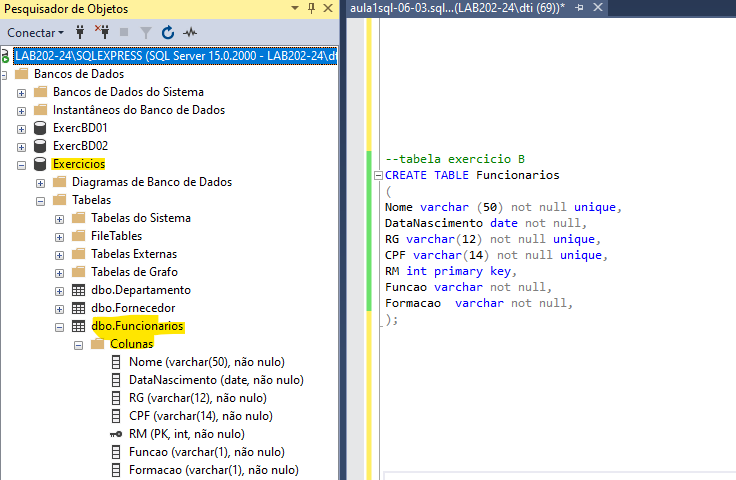 Pesquisador de Objetos
Conectar
LAB202-24\SQLEXPRESS (SQL Server 15.0.2000 - LAB202-24\dt
Bancos de Dados
Bancos de Dados do Sistema
Instantâneos do Banco de Dados
ExercBD01
ExercBD02
Exercicios
Diagramas de Banco de Dados
Tabelas
Tabelas do Sistema
FileTables
Tabelas Externas
Tabelas de Grafo
dbo.Departamento
dbo.Fornecedor
dbo.Funcionarios
Colunas
Nome (varchar(50), não nulo)
DataNascimento (date, não nulo)
RG (varchar(12), não nulo)
CPF (varchar(14), não nulo)
RM (PK, int, não nulo)
Funcao (varchar(1), não nulo)
Formacao (varchar(1), não nulo)
aula1sql-06-03.sql...(LAB202-24\dti (69))*
--tabela exercicio B
CREATE TABLE Funcionarios
(
Nome varchar (50) not null unique,
DataNascimento date not null,
RG varchar(12) not null unique,
CPF varchar(14) not null unique,
RM int primary key,
Funcao varchar not null,
Formacao  varchar not null,
);